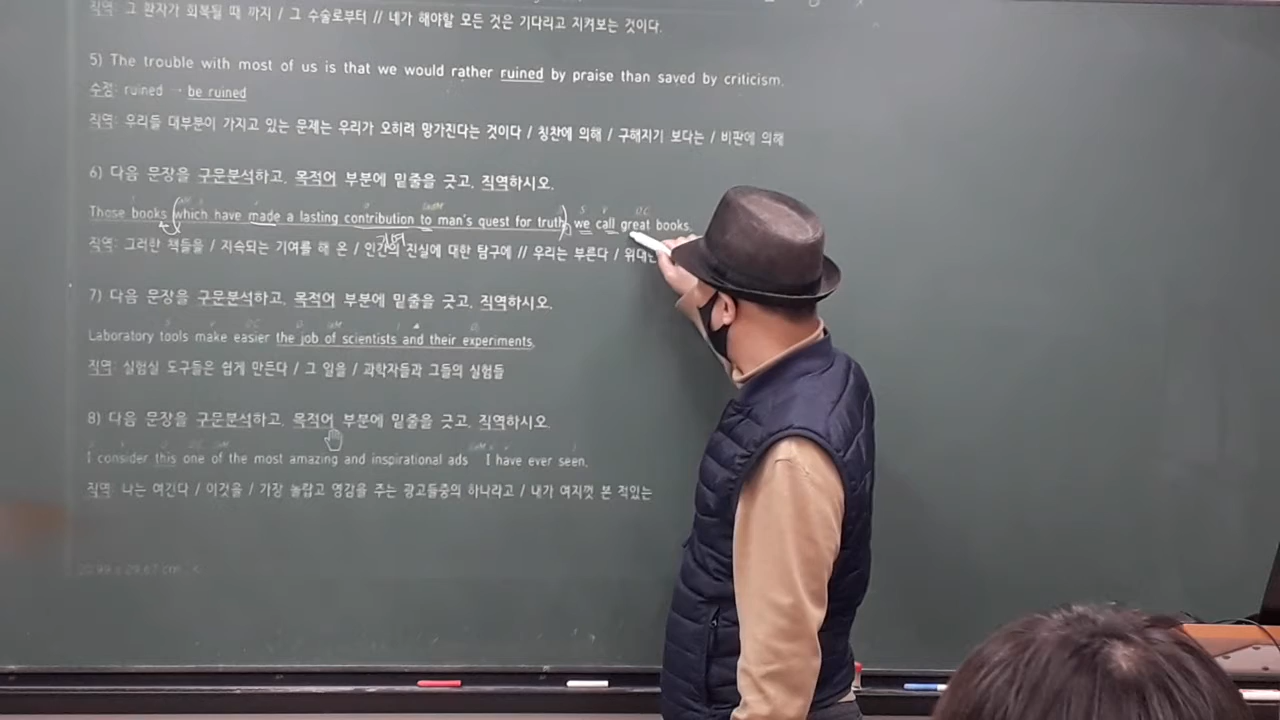 직역: 그 환자가 회복될 때 까지 / 그 수술로부터 // 네가 해야할 모든 것은 기다리고 지켜보는 것이다.
5) The trouble with most of us is that we would rather ruined by praise than saved by criticism.
수정: ruined → be ruined
직역: 우리들 대부분이 가지고 있는 문제는 우리가 오히려 망가진다는 것이다 / 칭찬에 의해 / 구해지기 보다는 / 비판에 의해
6) 다음 문장을 구문분석하고, 목적어 부분에 밑줄을 긋고, 직역하시오.
S V O.C
Those books (which have made a lasting contribution to man's quest for truth), we call great books.
직역: 그러한 책들을 / 지속되는 기여를 해 온 / 인간의 진실에 대한 탐구에 // 우리는 부른다 / 위대한
7) 다음 문장을 구문분석하고, 목적어 부분에 밑줄을 긋고, 직역하시오.
S V O.C O
Laboratory tools make easier the job of scientists and their experiments.
직역: 실험실 도구들은 쉽게 만든다 / 그 일을 / 과학자들과 그들의 실험들
8) 다음 문장을 구문분석하고, 목적어 부분에 밑줄을 긋고, 직역하시오.
I consider this one of the most amazing and inspirational ads I have ever seen.
직역: 나는 여긴다 / 이것을 / 가장 놀랍고 영감을 주는 광고들중의 하나라고 / 내가 여지껏 본 적있는